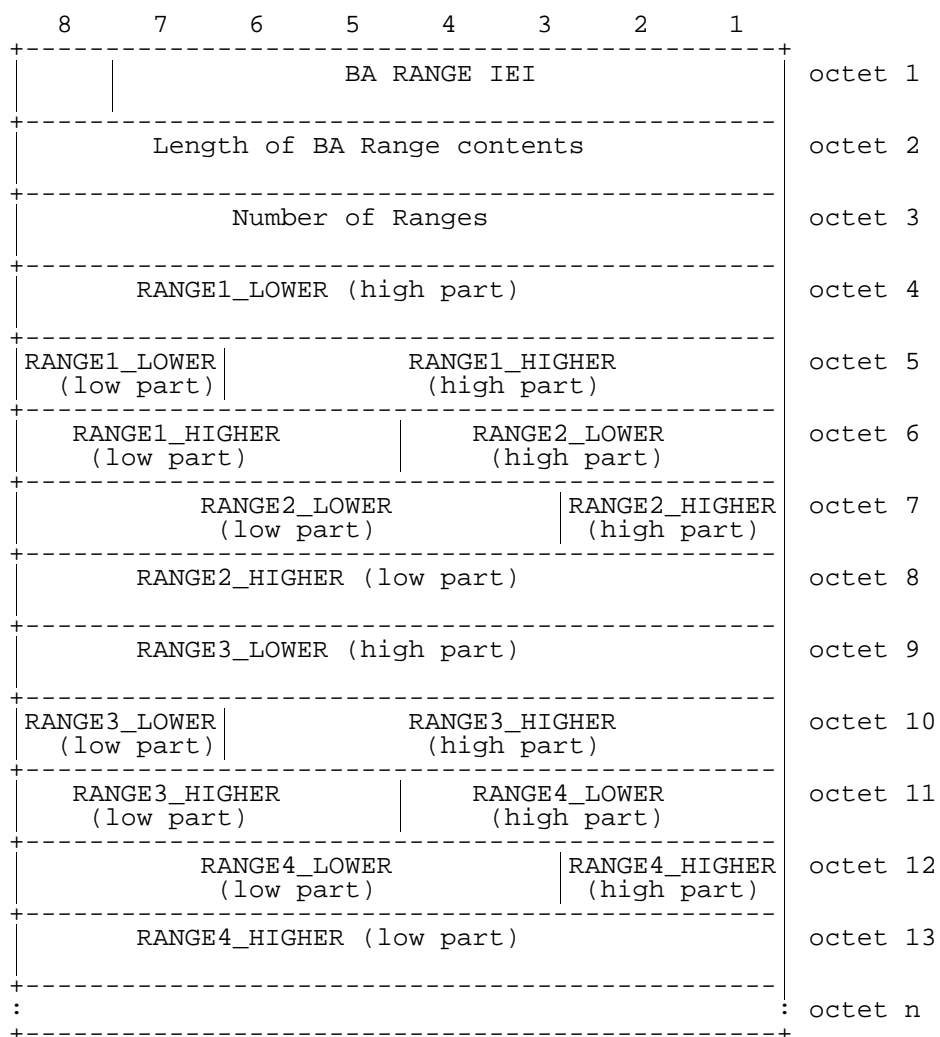 8 7 6 5 4 3 2 1
BA RANGE IEI octet 1
Length of BA Range contents octet 2
Number of Ranges octet 3
RANGE1_LOWER (high part) octet 4
RANGE1_LOWER RANGE1_HIGHER octet 5
(low part) (high part)
RANGE1_HIGHER RANGE2_LOWER octet 6
(low part) (high part)
RANGE2_LOWER RANGE2_HIGHER octet 7
(low part) (high part)
RANGE2_HIGHER (low part) octet 8
RANGE3_LOWER (high part) octet 9
RANGE3_LOWER RANGE3_HIGHER octet 10
(low part) (high part)
RANGE3_HIGHER RANGE4_LOWER octet 11
(low part) (high part)
RANGE4_LOWER RANGE4_HIGHER octet 12
(low part) (high part)
RANGE4_HIGHER (low part) octet 13
: : octet n